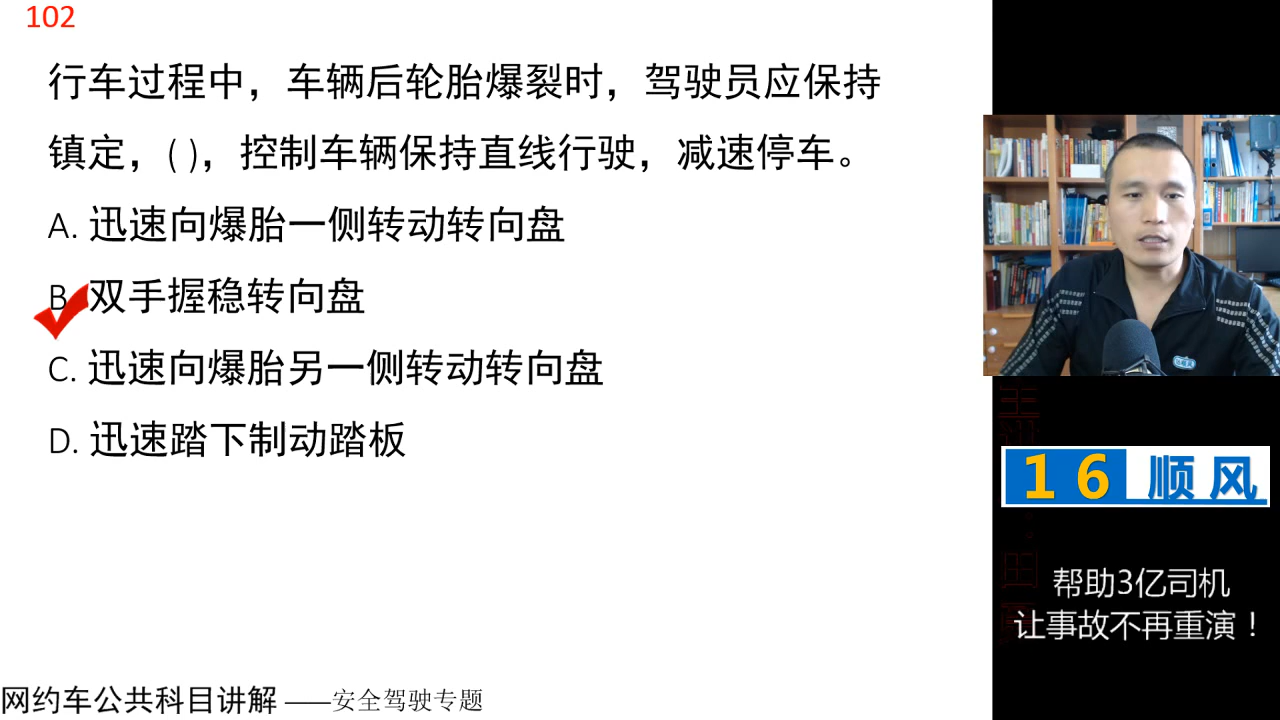 102
行车过程中，车辆后轮胎爆裂时，驾驶员应保持
镇定，( )，控制车辆保持直线行驶，减速停车。
A. 迅速向爆胎一侧转动转向盘
B. 双手握稳转向盘
C. 迅速向爆胎另一侧转动转向盘
D. 迅速踏下制动踏板
16顺风
帮助3亿司机
让事故不再重演！
网约车公共科目讲解 ——安全驾驶专题